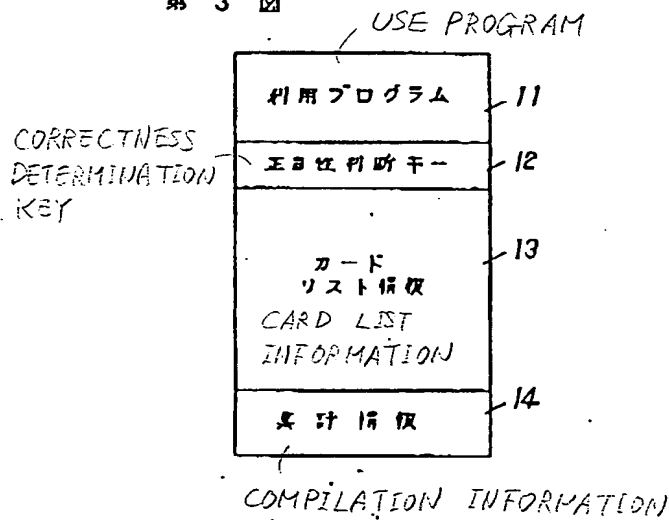 第 3 図
USE PROGRAM
利用プログラム
11
CORRECTNESS
DETERMINATION
KEY
正当性判断キー
12
13
カード
リスト情報
CARD LIST
INFORMATION
14
集計情報
COMPILATION INFORMATION